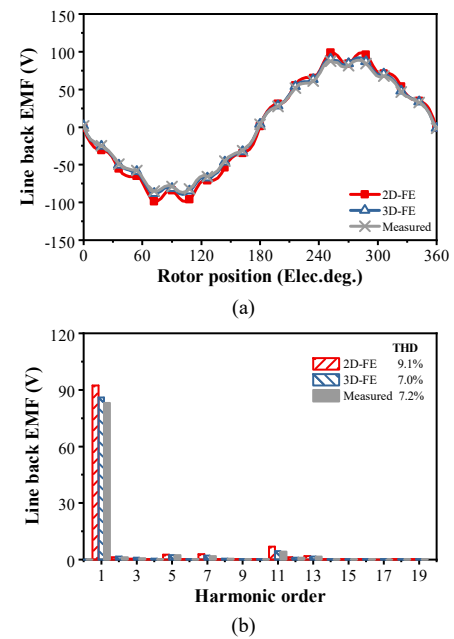 150
100
50
0
-50
-100
-150
Line back EMF (V)
2D-FE
3D-FE
Measured
0 60 120 180 240 300 360
Rotor position (Elec.deg.)
(a)
120
90
60
30
0
Line back EMF (V)
THD
2D-FE 9.1%
3D-FE 7.0%
Measured 7.2%
1 3 5 7 9 11 13 15 17 19
Harmonic order
(b)